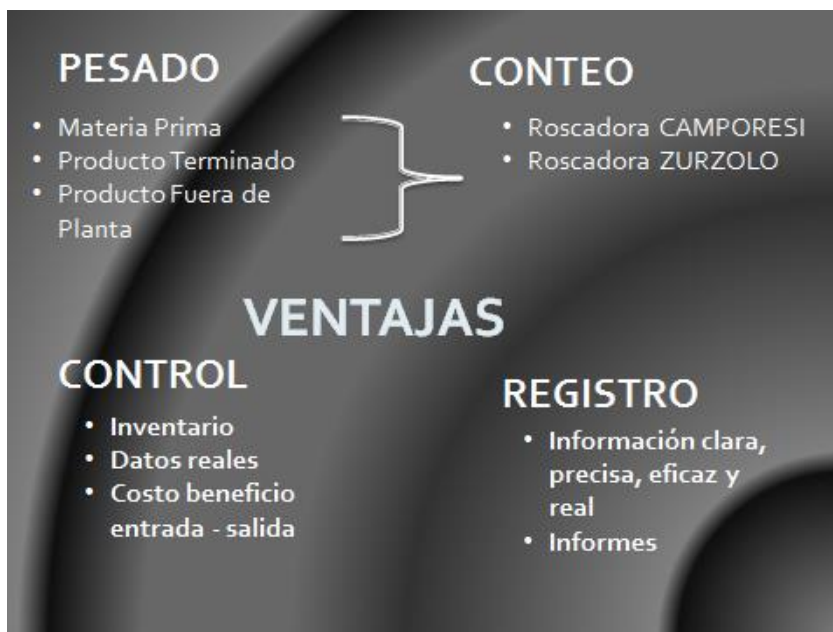 PESADO
• Materia Prima
• Producto Terminado
• Producto Fuera de
Planta
CONTEO
• Roscadora CAMPORESI
• Roscadora ZURZOLO
VENTAJAS
CONTROL
• Inventario
• Datos reales
• Costo beneficio
entrada - salida
REGISTRO
• Información clara,
precisa, eficaz y
real
• Informes